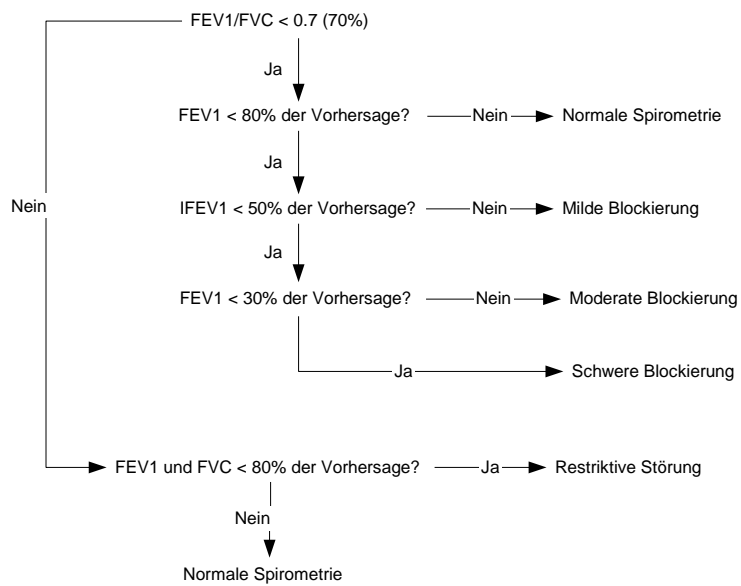 FEV1/FVC < 0.7 (70%)
Ja
FEV1 < 80% der Vorhersage?
Nein
Normale Spirometrie
Ja
Nein
IFEV1 < 50% der Vorhersage?
Nein
Milde Blockierung
Ja
FEV1 < 30% der Vorhersage?
Nein
Moderate Blockierung
Ja
Schwere Blockierung
FEV1 und FVC < 80% der Vorhersage?
Ja
Restriktive Störung
Nein
Normale Spirometrie